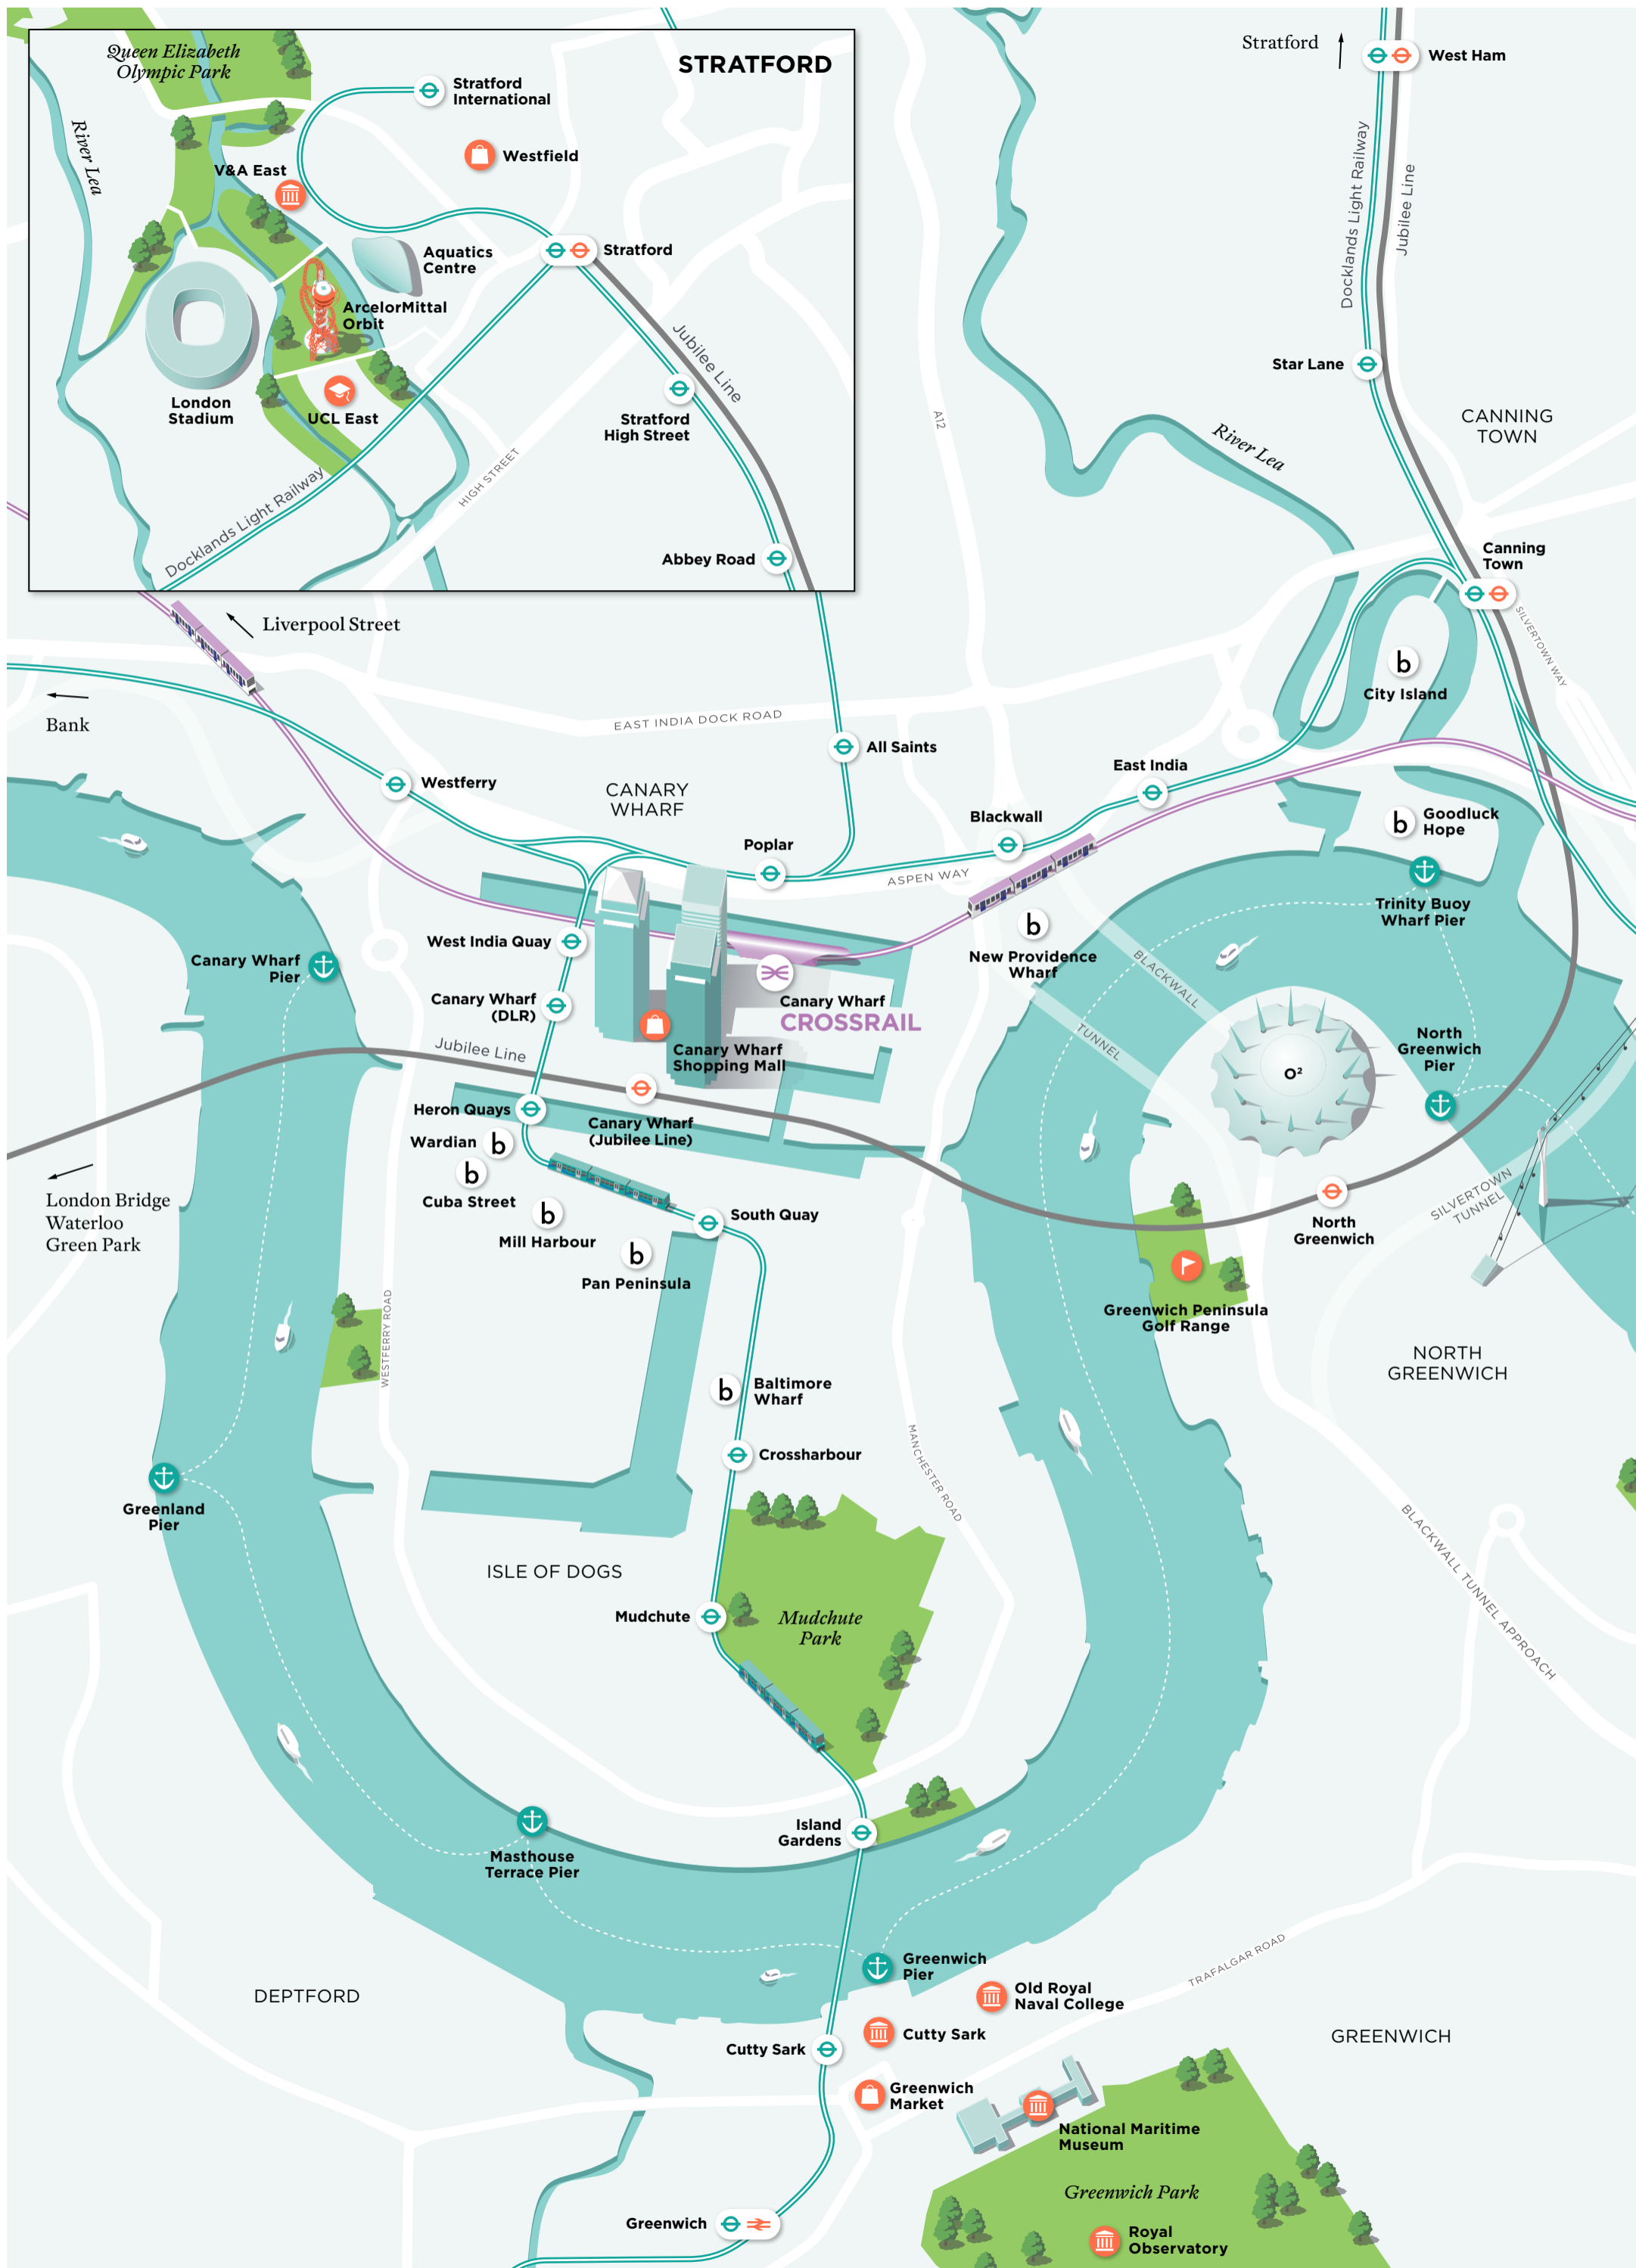 Queen Elizabeth
Olympic Park
STRATFORD
Stratford
International
River Lea
Westfield
V&A East
Aquatics
Centre
Stratford
ArcelorMittal
Orbit
Jubilee Line
London
Stadium
UCL East
Stratford
High Street
HIGH STREET
Docklands Light Railway
Abbey Road
Stratford
West Ham
Docklands Light Railway
Jubilee Line
Star Lane
A12
CANNING
TOWN
River Lea
Canning
Town
SILVERTOWN WAY
Liverpool Street
b
City Island
Bank
EAST INDIA DOCK ROAD
All Saints
East India
Westferry
CANARY
WHARF
Blackwall
b
Goodluck
Hope
Poplar
ASPEN WAY
Trinity Buoy
Wharf Pier
b
New Providence
Wharf
West India Quay
Canary Wharf
Pier
BLACKWALL
TUNNEL
Canary Wharf
(DLR)
Canary Wharf
CROSSRAIL
Jubilee Line
Canary Wharf
Shopping Mall
North
Greenwich
Pier
O²
Heron Quays
Canary Wharf
(Jubilee Line)
Wardian
b
b
Cuba Street
London Bridge
Waterloo
Green Park
b
Mill Harbour
South Quay
b
Pan Peninsula
SILVERTOWN
TUNNEL
North
Greenwich
Greenwich Peninsula
Golf Range
WESTFERRY ROAD
NORTH
GREENWICH
b
Baltimore
Wharf
Crossharbour
MANCHESTER ROAD
Greenland
Pier
BLACKWALL TUNNEL APPROACH
ISLE OF DOGS
Mudchute
Mudchute
Park
Island
Gardens
Masthouse
Terrace Pier
Greenwich
Pier
TRAFALGAR ROAD
DEPTFORD
Old Royal
Naval College
Cutty Sark
GREENWICH
Cutty Sark
Greenwich
Market
National Maritime
Museum
Greenwich Park
Greenwich
Royal
Observatory